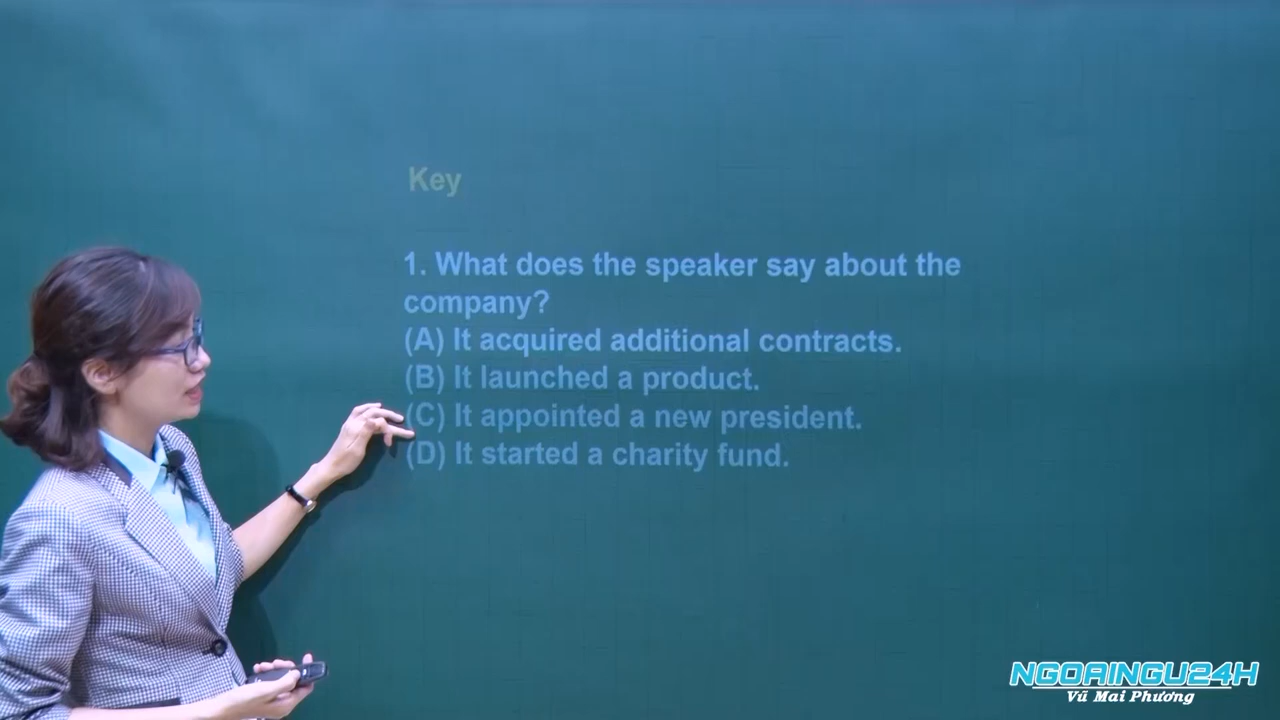 Key
1. What does the speaker say about the
company?
(A) It acquired additional contracts.
(B) It launched a product.
(C) It appointed a new president.
(D) It started a charity fund.
NGOAINGU24H
Vũ Mai Phương